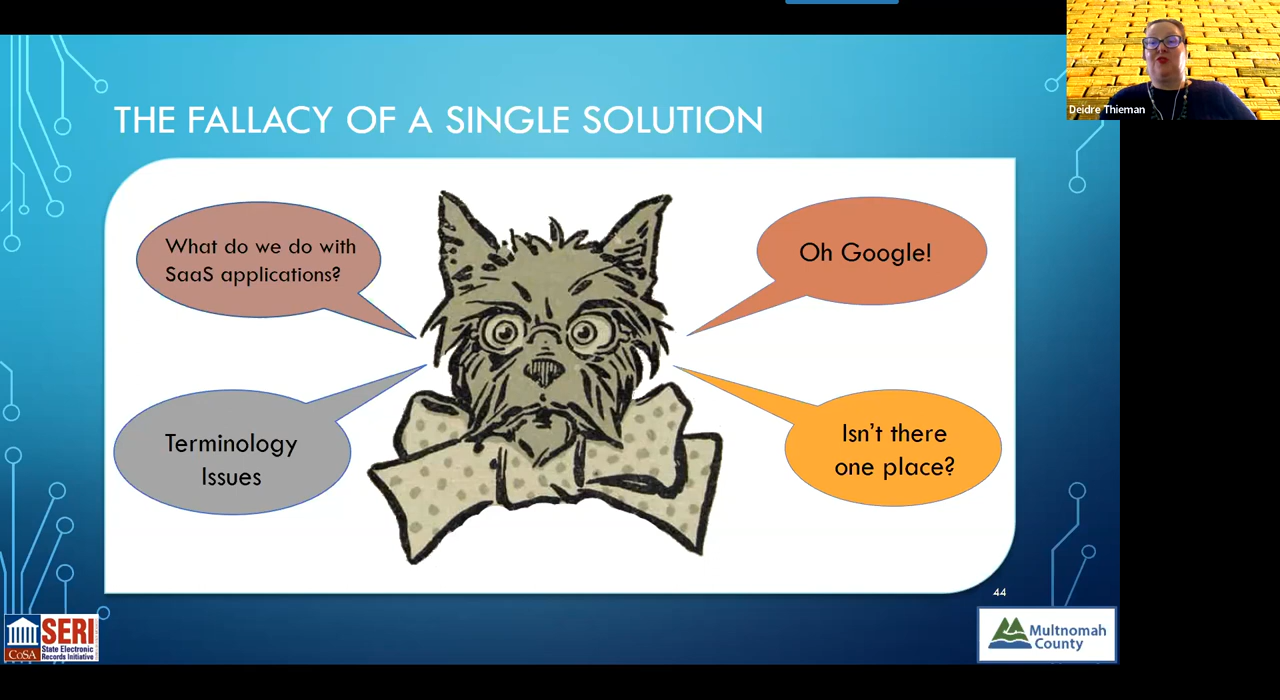 Deidre Thieman
THE FALLACY OF A SINGLE SOLUTION
What do we do with
SaaS applications?
Oh Google!
Terminology
Issues
Isn't there
one place?
44
CoSA
SERI
State Electronic
Records Initiative
Multnomah
County